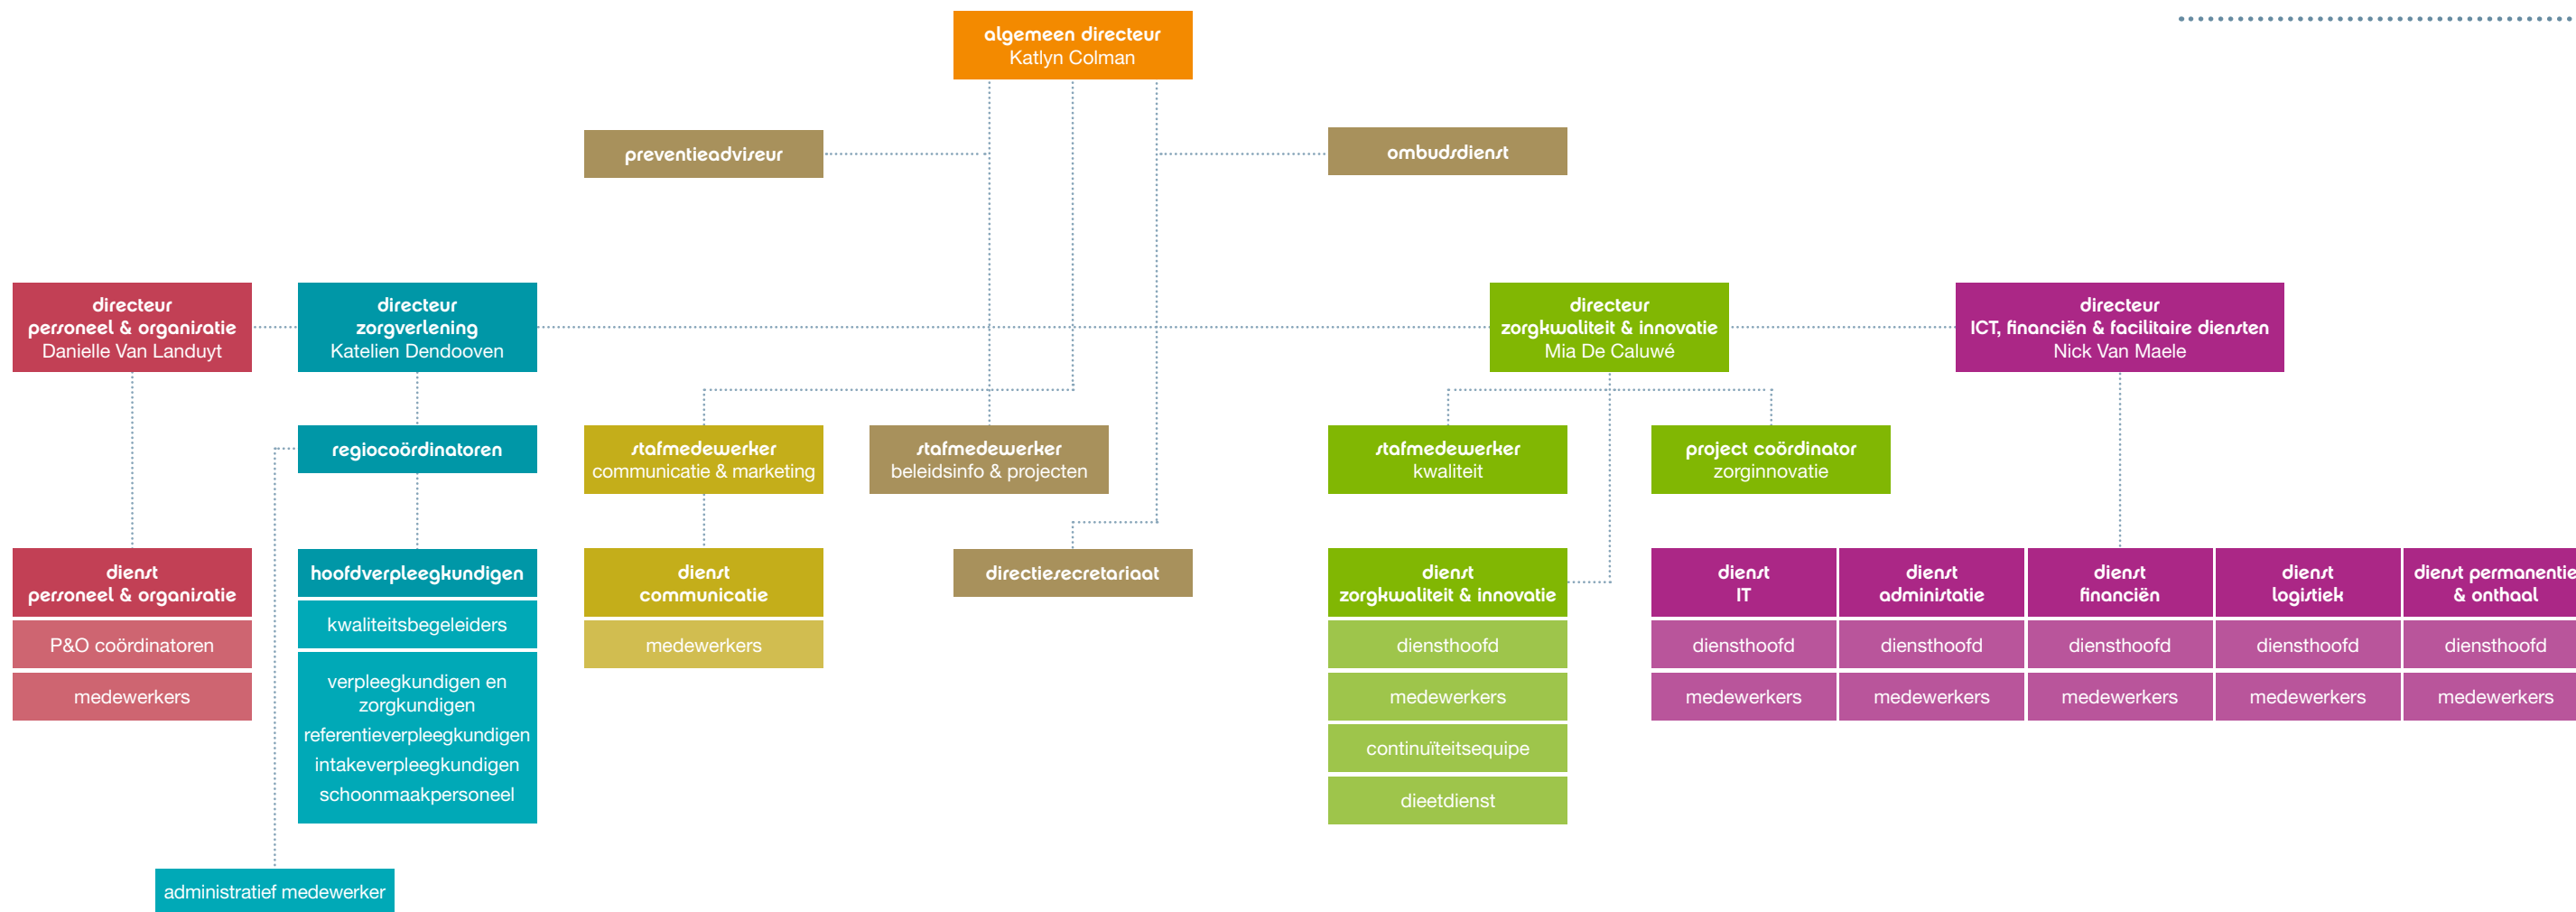 algemeen directeur
Katlyn Colman
preventieadviseur
ombudsdienst
directeur
personeel & organisatie
Danielle Van Landuyt
directeur
zorgverlening
Katelien Dendooven
directeur
zorgkwaliteit & innovatie
Mia De Caluwé
directeur
ICT, financiën & facilitaire diensten
Nick Van Maele
regiocoördinatoren
stafmedewerker
communicatie & marketing
stafmedewerker
beleidsinfo & projecten
stafmedewerker
kwaliteit
project coördinator
zorginnovatie
dienst
personeel & organisatie
P&O coördinatoren
medewerkers
hoofdverpleegkundigen
kwaliteitsbegeleiders
verpleegkundigen en
zorgkundigen
referentieverpleegkundigen
intakeverpleegkundigen
schoonmaakpersoneel
administratief medewerker
dienst
communicatie
medewerkers
directiesecretariaat
dienst
zorgkwaliteit & innovatie
diensthoofd
medewerkers
continuïteitsequipe
dieetdienst
dienst
IT
diensthoofd
medewerkers
dienst
administatie
diensthoofd
medewerkers
dienst
financiën
diensthoofd
medewerkers
dienst
logistiek
diensthoofd
medewerkers
dienst permanentie
& onthaal
diensthoofd
medewerkers